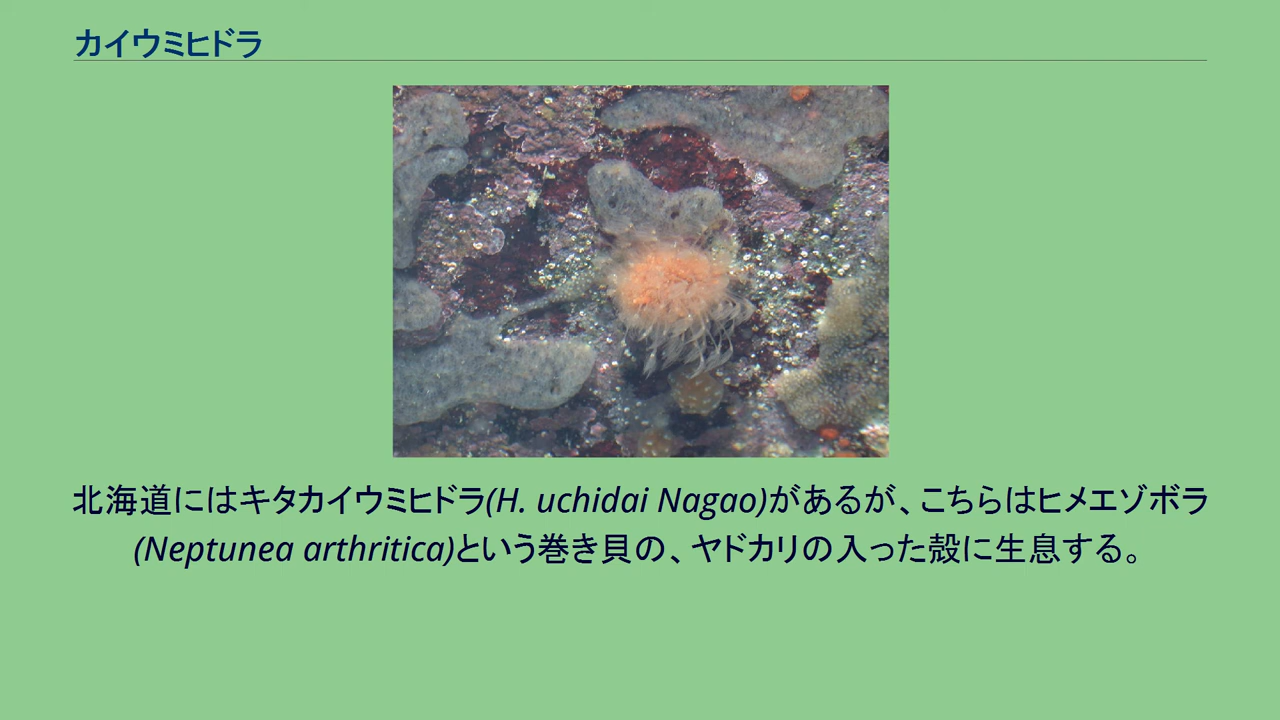 カイウミヒドラ
北海道にはキタカイウミヒドラ(H. uchidai Nagao)があるが、こちらはヒメエゾボラ
(Neptunea arthritica)という巻き貝の、ヤドカリの入った殻に生息する。